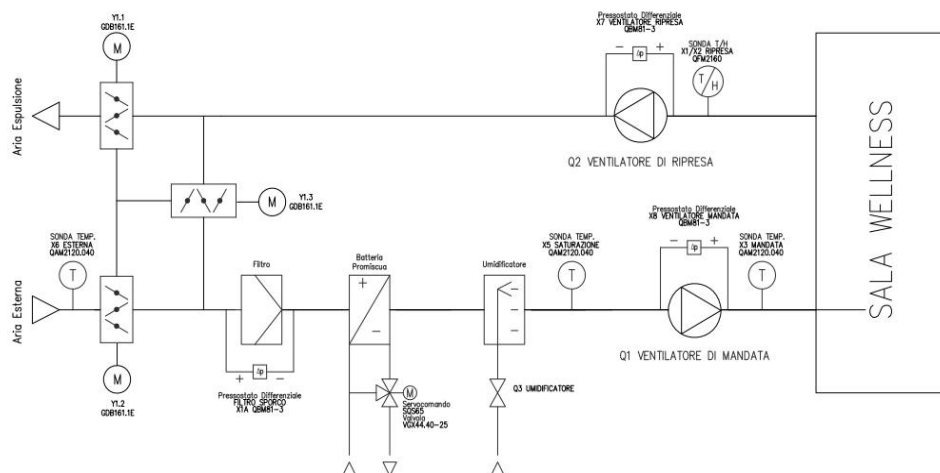 Y1.1
GDB161.1E
M
Aria Espulsione
Pressostato Differenziale
X7 VENTILATORE RIPRESA
QBM81-3
- Δp +
SONDA T/H
X1/X2 RIPRESA
QFM2160
T/H
Q2 VENTILATORE DI RIPRESA
SALA WELLNESS
M
Y1.3
GDB161.1E
SONDA TEMP.
X6 ESTERNA
QAM2120.040
T
Aria Esterna
M
Y1.2
GDB161.1E
Filtro
+ Δp -
Pressostato Differenziale
FILTRO SPORCO
X1A QBM81-3
Batteria
Promiscua
+
-
M
Servocomando
SQS65
Valvola
VGX44.40-25
Umidificatore
Q3 UMIDIFICATORE
SONDA TEMP.
X5 SATURAZIONE
QAM2120.040
T
Pressostato Differenziale
X8 VENTILATORE MANDATA
QBM81-3
- Δp +
SONDA TEMP.
X3 MANDATA
QAM2120.040
T
Q1 VENTILATORE DI MANDATA